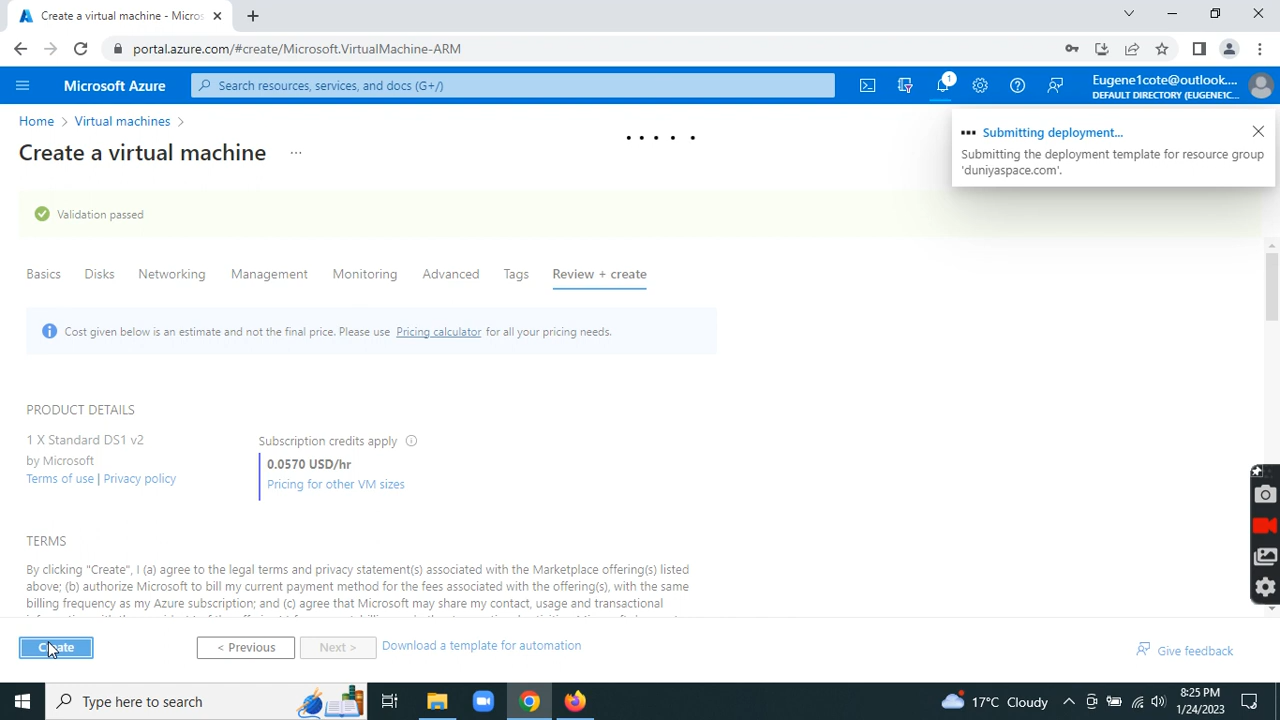 Create a virtual machine - Micros
portal.azure.com/#create/Microsoft.VirtualMachine-ARM
Microsoft Azure
Search resources, services, and docs (G+/)
1
Eugene1cote@outlook....
DEFAULT DIRECTORY (EUGENE1C...
Home > Virtual machines >
Create a virtual machine ...
Submitting deployment...
Submitting the deployment template for resource group
'duniyaspace.com'.
Validation passed
Basics Disks Networking Management Monitoring Advanced Tags Review + create
Cost given below is an estimate and not the final price. Please use Pricing calculator for all your pricing needs.
PRODUCT DETAILS
1 X Standard DS1 v2
by Microsoft
Terms of use | Privacy policy
Subscription credits apply
0.0570 USD/hr
Pricing for other VM sizes
TERMS
By clicking "Create", I (a) agree to the legal terms and privacy statement(s) associated with the Marketplace offering(s) listed
above; (b) authorize Microsoft to bill my current payment method for the fees associated with the offering(s), with the same
billing frequency as my Azure subscription; and (c) agree that Microsoft may share my contact, usage and transactional
Create
< Previous
Next >
Download a template for automation
Give feedback
Type here to search
17°C Cloudy
8:25 PM
1/24/2023